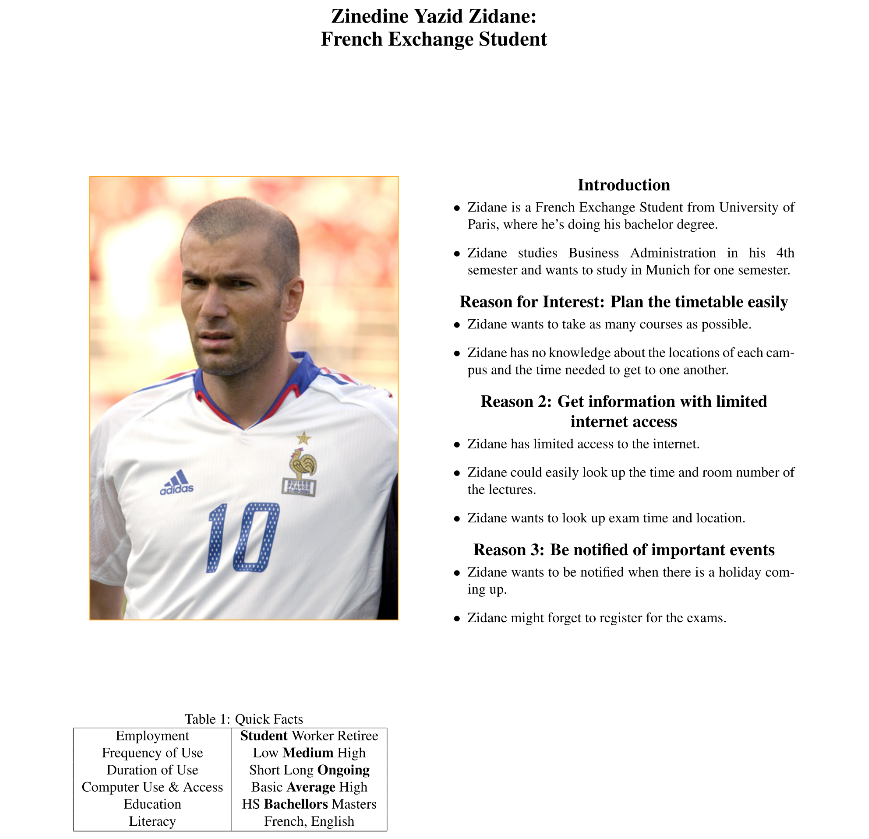 Zinedine Yazid Zidane:
French Exchange Student
adidas
10
Introduction
• Zidane is a French Exchange Student from University of
Paris, where he's doing his bachelor degree.
• Zidane studies Business Administration in his 4th
semester and wants to study in Munich for one semester.
Reason for Interest: Plan the timetable easily
• Zidane wants to take as many courses as possible.
• Zidane has no knowledge about the locations of each cam-
pus and the time needed to get to one another.
Reason 2: Get information with limited
internet access
• Zidane has limited access to the internet.
• Zidane could easily look up the time and room number of
the lectures.
• Zidane wants to look up exam time and location.
Reason 3: Be notified of important events
• Zidane wants to be notified when there is a holiday com-
ing up.
• Zidane might forget to register for the exams.
Table 1: Quick Facts
Employment Student Worker Retiree
Frequency of Use Low Medium High
Duration of Use Short Long Ongoing
Computer Use & Access Basic Average High
Education HS Bachellors Masters
Literacy French, English